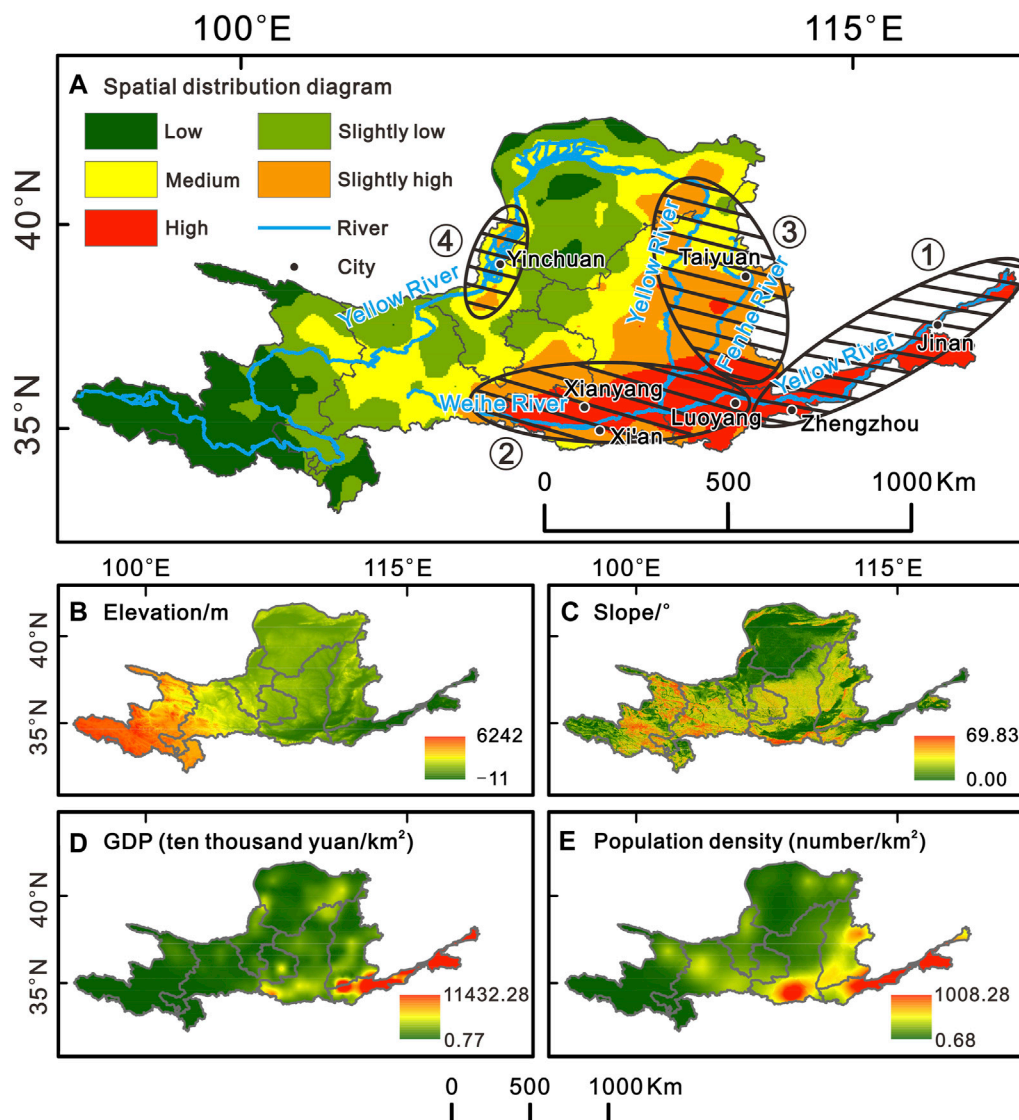 100°E 115°E
A Spatial distribution diagram
Low Slightly low
Medium Slightly high
High River
City
40°N
35°N
④
③
①
②
Yinchuan
Taiyuan
Yellow River
Yellow River
Fenhe River
Jinan
Yellow River
Xianyang
Weihe River
Luoyang
Zhengzhou
Xi'an
0 500 1000 Km
100°E 115°E 100°E 115°E
B Elevation/m
40°N
35°N
6242
-11
C Slope/°
40°N
35°N
69.83
0.00
D GDP (ten thousand yuan/km²)
40°N
35°N
11432.28
0.77
E Population density (number/km²)
40°N
35°N
1008.28
0.68
0 500 1000 Km